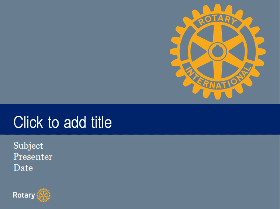 ROTARY
INTERNATIONAL
Click to add title
Subject
Presenter
Date
Rotary